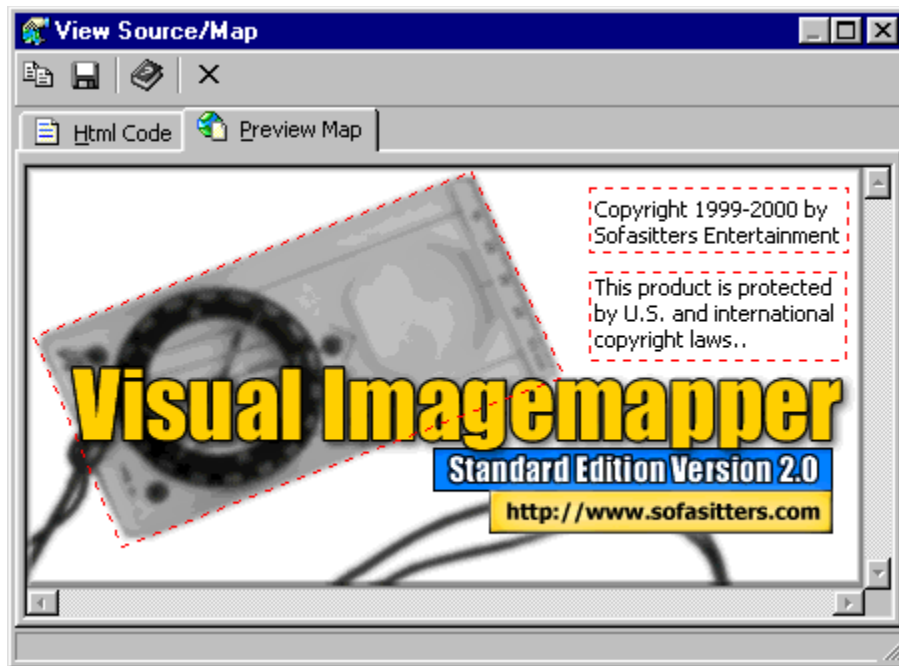 View Source/Map
Html Code
Preview Map
Copyright 1999-2000 by
Sofasitters Entertainment
This product is protected
by U.S. and international
copyright laws..
Visual Imagemapper
Standard Edition Version 2.0
http://www.sofasitters.com